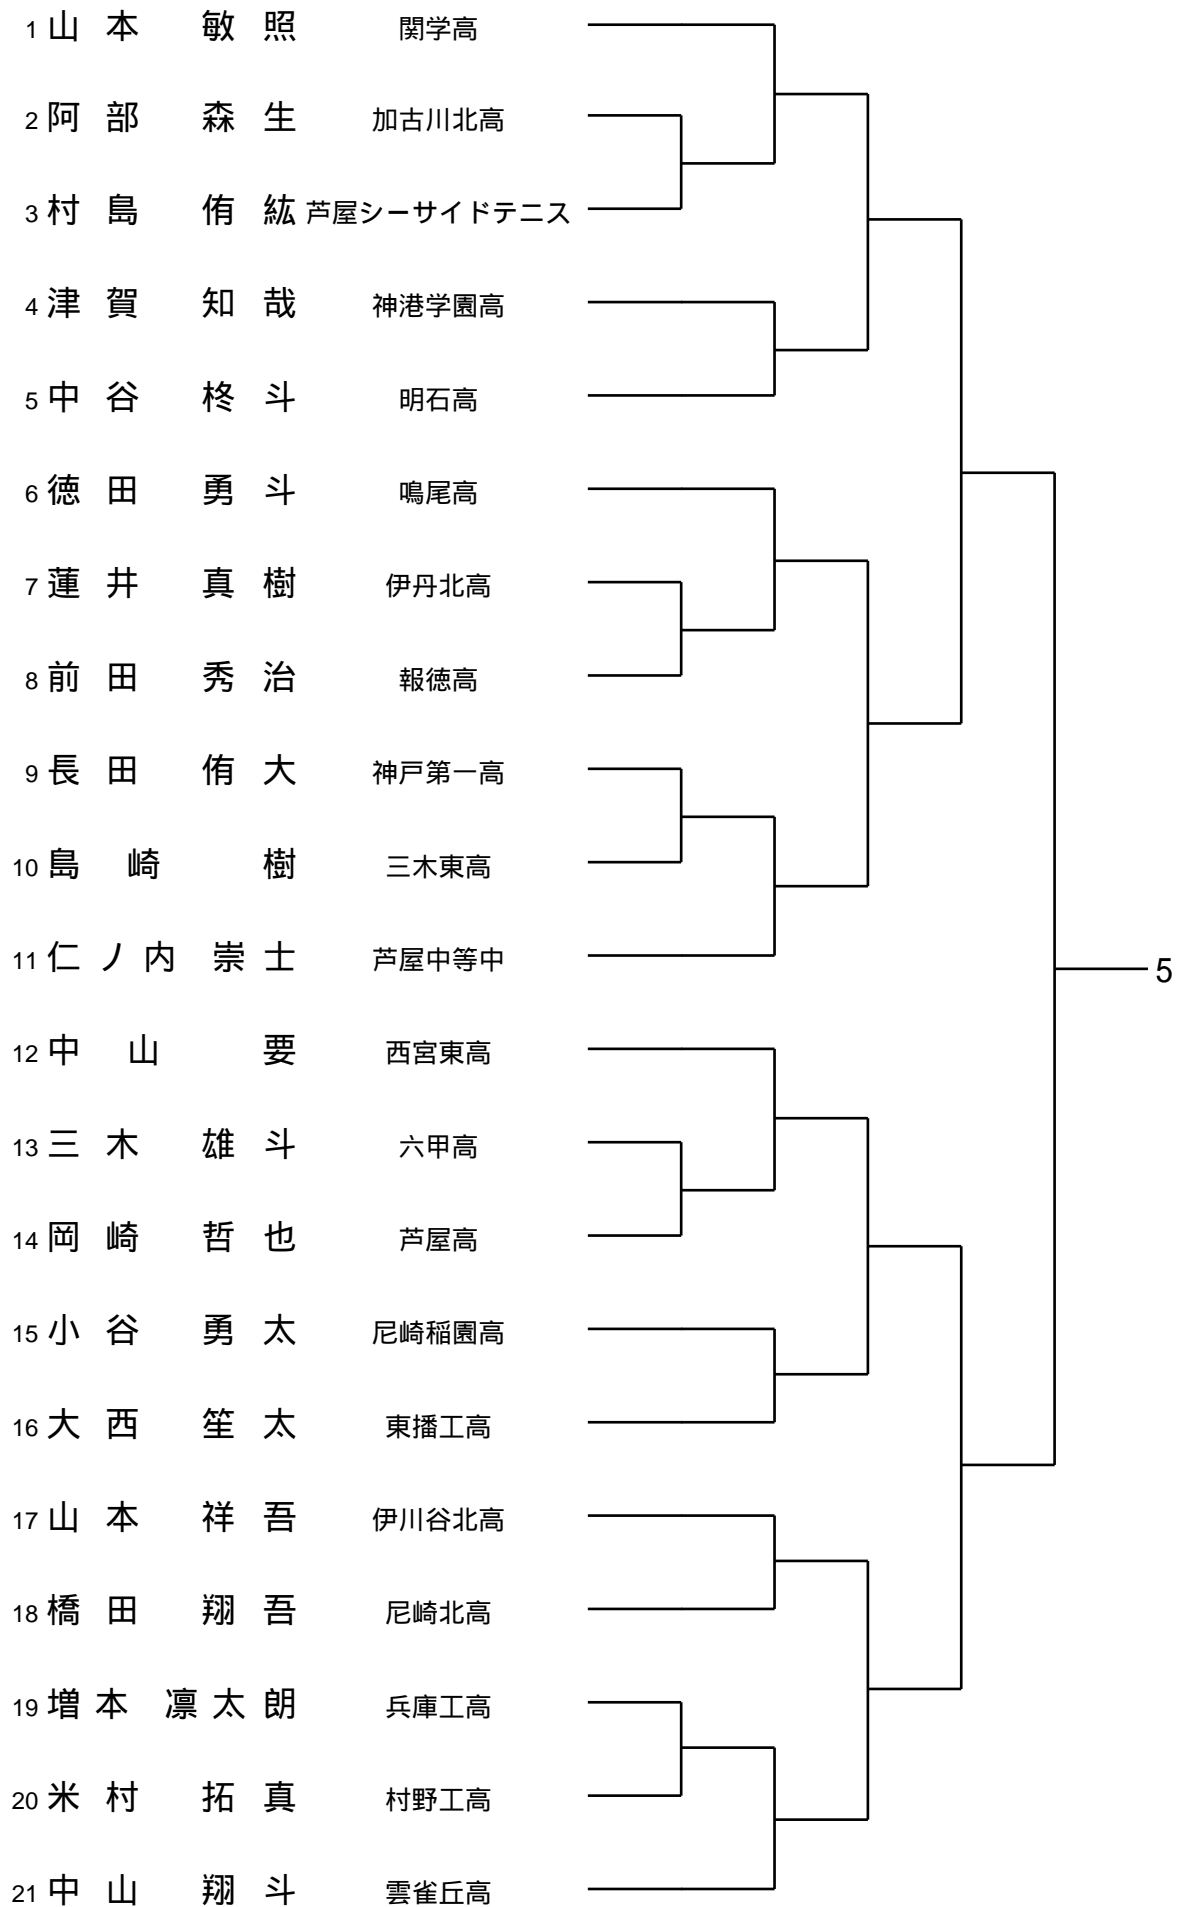 1 山本 敏照 関学高
2 阿部 森生 加古川北高
3 村島 侑紘 芦屋シーサイドテニス
4 津賀 知哉 神港学園高
5 中谷 柊斗 明石高
6 徳田 勇斗 鳴尾高
7 蓮井 真樹 伊丹北高
8 前田 秀治 報徳高
9 長田 侑大 神戸第一高
10 島崎 樹 三木東高
11 仁ノ内 崇士 芦屋中等中
5
12 中山 要 西宮東高
13 三木 雄斗 六甲高
14 岡崎 哲也 芦屋高
15 小谷 勇太 尼崎稲園高
16 大西 笙太 東播工高
17 山本 祥吾 伊川谷北高
18 橋田 翔吾 尼崎北高
19 増本 凛太朗 兵庫工高
20 米村 拓真 村野工高
21 中山 翔斗 雲雀丘高